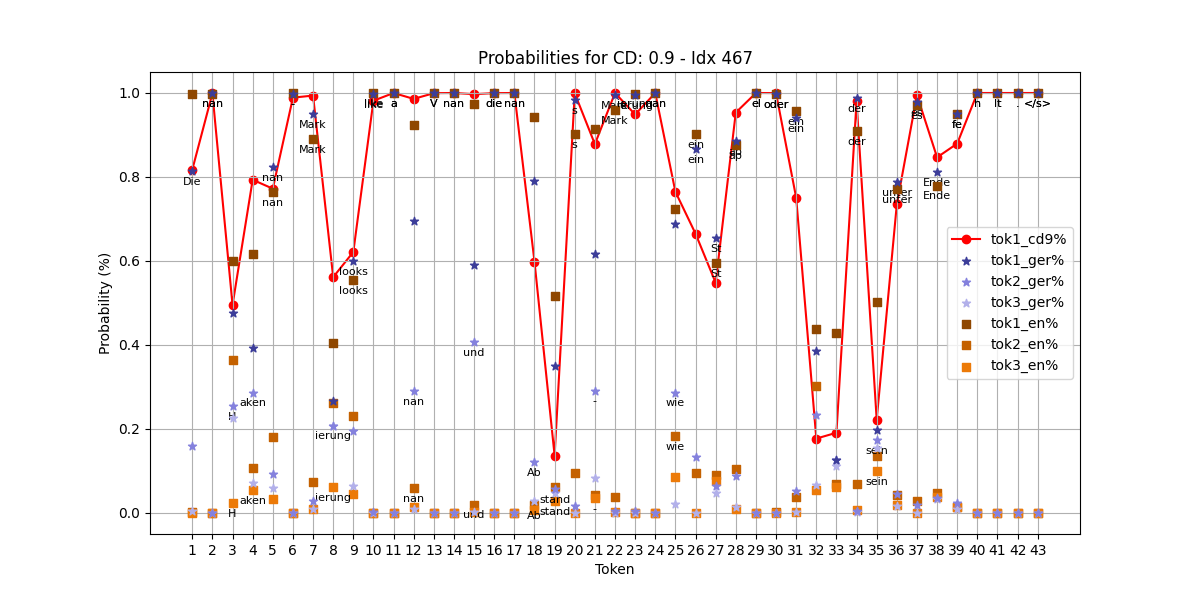 Probabilities for CD: 0.9 - Idx 467
Probability (%)
1.0
0.8
0.6
0.4
0.2
0.0
nan
like a
V nan
die nan
el oder
h
lt
.
</s>
Mark
Mark
Die
nan
nan
looks
looks
H
aken
ierung
und
nan
Ab
s
s
-
Mark
wie
wie
ein
ein
St
St
ein
ein
der
der
es
fe
unter
unter
Ende
Ende
sein
sein
H
aken
ierung
nan
und
Ab
stand
stand
-
tok1_cd9%
tok1_ger%
tok2_ger%
tok3_ger%
tok1_en%
tok2_en%
tok3_en%
1 2 3 4 5 6 7 8 9 10 11 12 13 14 15 16 17 18 19 20 21 22 23 24 25 26 27 28 29 30 31 32 33 34 35 36 37 38 39 40 41 42 43
Token